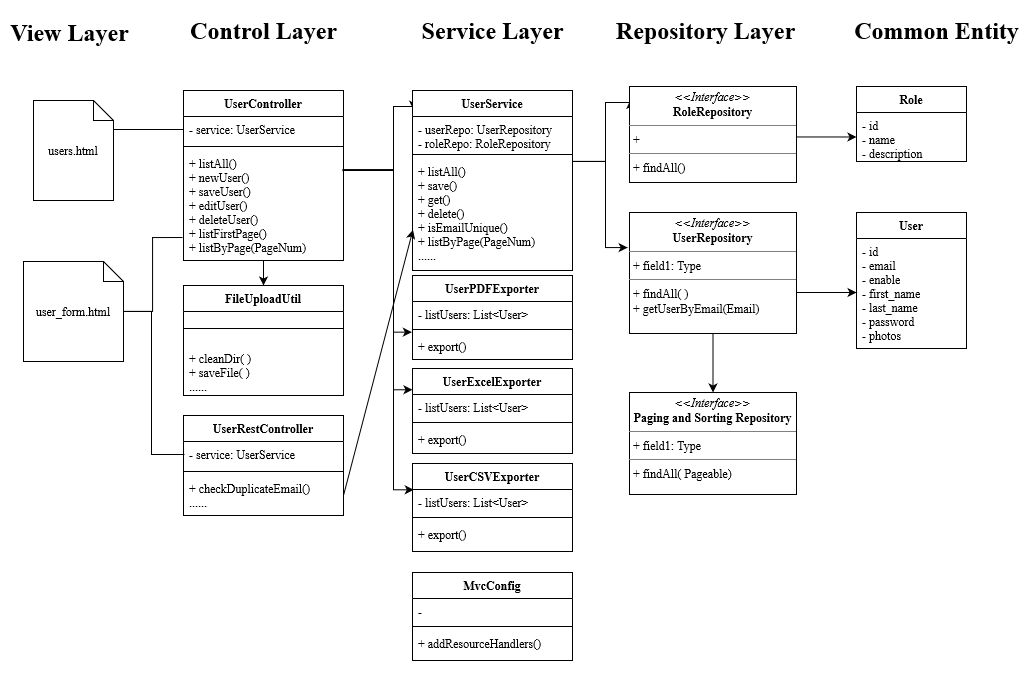 View Layer
Control Layer
Service Layer
Repository Layer
Common Entity
users.html
user_form.html
UserController
- service: UserService
+ listAll()
+ newUser()
+ saveUser()
+ editUser()
+ deleteUser()
+ listFirstPage()
+ listByPage(PageNum)
FileUploadUtil
+ cleanDir( )
+ saveFile( )
......
UserRestController
- service: UserService
+ checkDuplicateEmail()
......
UserService
- userRepo: UserRepository
- roleRepo: RoleRepository
+ listAll()
+ save()
+ get()
+ delete()
+ isEmailUnique()
+ listByPage(PageNum)
......
UserPDFExporter
- listUsers: List<User>
+ export()
UserExcelExporter
- listUsers: List<User>
+ export()
UserCSVExporter
- listUsers: List<User>
+ export()
MvcConfig
-
+ addResourceHandlers()
<<Interface>>
RoleRepository
+
+ findAll()
<<Interface>>
UserRepository
+ field1: Type
+ findAll( )
+ getUserByEmail(Email)
<<Interface>>
Paging and Sorting Repository
+ field1: Type
+ findAll( Pageable)
Role
- id
- name
- description
User
- id
- email
- enable
- first_name
- last_name
- password
- photos